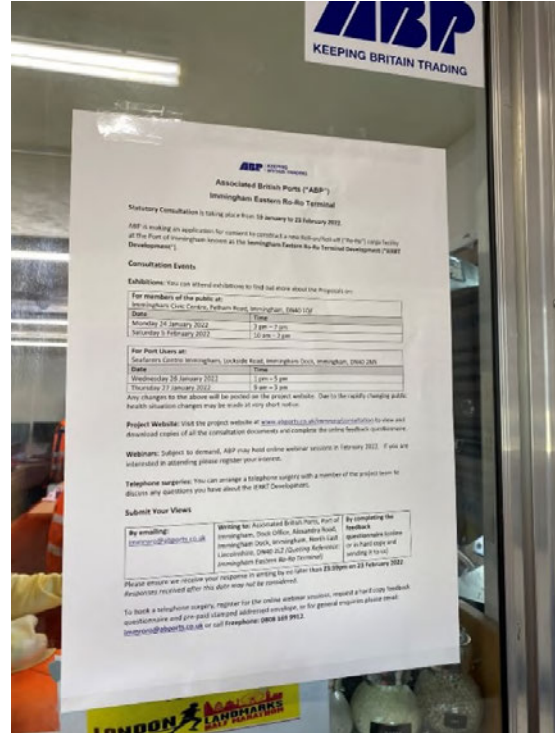 ABP
KEEPING BRITAIN TRADING
ABP KEEPING
BRITAIN TRADING
Associated British Ports ("ABP")
Immingham Eastern Ro-Ro Terminal
Statutory Consultation is taking place from 19 January to 23 February 2022.
ABP is making an application for consent to construct a new Roll-on/Roll-off ("Ro-Ro") cargo facility
at the Port of Immingham known as the Immingham Eastern Ro-Ro Terminal Development ("IERRT
Development").
Consultation Events
Exhibitions: You can attend exhibitions to find out more about the Proposals on:
For members of the public at:
Immingham Civic Centre, Pelham Road, Immingham, DN40 1QF
Date Time
Monday 24 January 2022 3 pm – 7 pm
Saturday 5 February 2022 10 am – 3 pm
For Port Users at:
Seafarers Centre Immingham, Lockside Road, Immingham Dock, Immingham, DN40 2NN
Date Time
Wednesday 26 January 2022 1 pm – 5 pm
Thursday 27 January 2022 9 am – 3 pm
Any changes to the above will be posted on the project website. Due to the rapidly changing public
health situation changes may be made at very short notice.
Project Website: Visit the project website at to view and
download copies of all the consultation documents and complete the online feedback questionnaire.
Webinars: Subject to demand, ABP may hold online webinar sessions in February 2022. If you are
interested in attending please register your interest.
Telephone surgeries: You can arrange a telephone surgery with a member of the project team to
discuss any questions you have about the IERRT Development.
Submit Your Views
By emailing:
immroro@abports.co.uk
Writing to: Associated British Ports, Port of
Immingham, Dock Office, Alexandra Road,
Immingham Dock, Immingham, North East
Lincolnshire, DN40 2LZ (Quoting Reference:
Immingham Eastern Ro-Ro Terminal)
By completing the
feedback
questionnaire (online
or in hard copy and
sending it to us)
Please ensure we receive your response in writing by no later than 23:59pm on 23 February 2022
Responses received after this date may not be considered.
To book a telephone surgery, register for the online webinar sessions, request a hard copy feedback
questionnaire and pre-paid stamped addressed envelope, or for general enquiries please email
immroro@abports.co.uk or call Freephone: 0808 169 9912.
LONDON LANDMARKS
HALF MARATHON